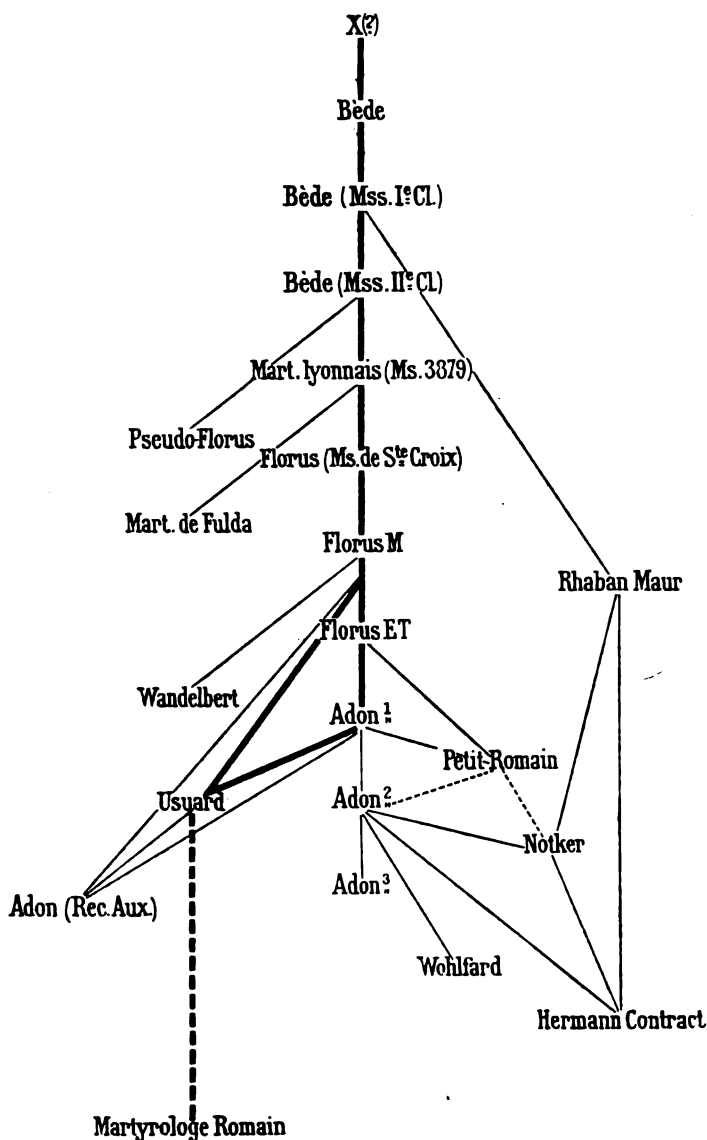 X(?)
Bède
Bède (Mss. Iᵉ Cl.)
Bède (Mss. IIᵉ Cl.)
Mart. lyonnais (Ms. 3879)
Pseudo-Florus
Florus (Ms. de Sᵗᵉ Croix)
Mart. de Fulda
Florus M
Rhaban Maur
Florus ET
Wandelbert
Adon 1
Petit-Romain
Usuard
Adon 2
Notker
Adon 3
Adon (Rec. Aux.)
Wohlfard
Hermann Contract
Martyrologe Romain